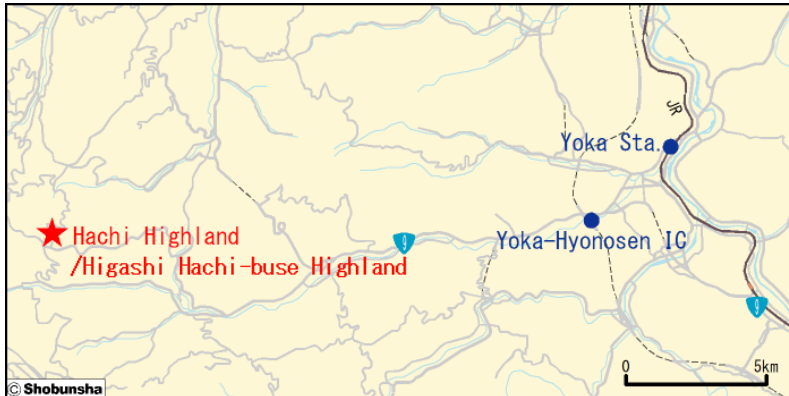 JR
Yoka Sta.
Hachi Highland
/Higashi Hachi-buse Highland
9
Yoka-Hyonosen IC
9
0 5km
© Shobunsha